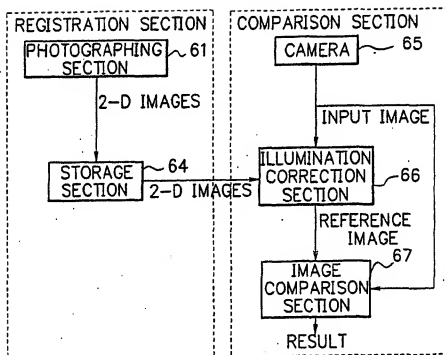 REGISTRATION SECTION
PHOTOGRAPHING
SECTION
61
2-D IMAGES
STORAGE
SECTION
64
2-D IMAGES
COMPARISON SECTION
CAMERA
65
INPUT IMAGE
ILLUMINATION
CORRECTION
SECTION
66
REFERENCE
IMAGE
67
IMAGE
COMPARISON
SECTION
RESULT